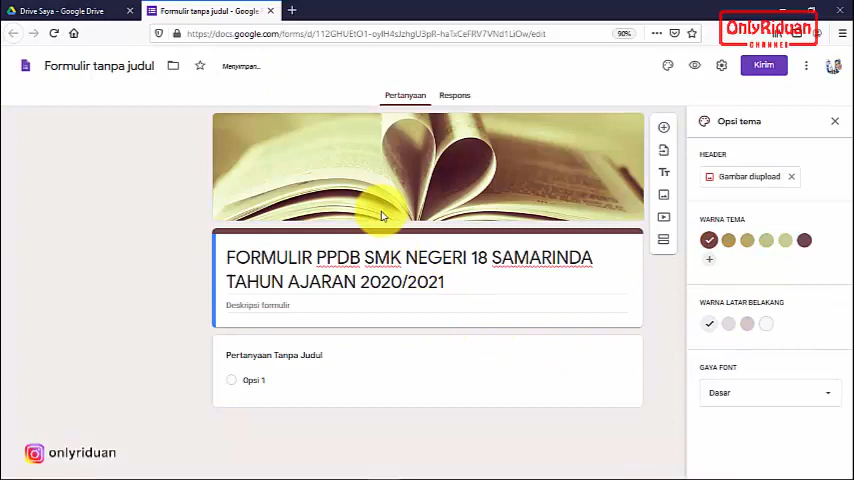 Drive Saya - Google Drive
Formulir tanpa judul - Google F
https://docs.google.com/forms/d/112GHUEtO1-oyIH4sJzhgU3pR-haTxCeFRV7VNd1LiOw/edit
90%
OnlyRiduan
CHANNEL
Formulir tanpa judul
Menyimpan...
Kirim
Pertanyaan
Respons
Opsi tema
HEADER
Gambar diupload
WARNA TEMA
FORMULIR PPDB SMK NEGERI 18 SAMARINDA
TAHUN AJARAN 2020/2021
Deskripsi formulir
WARNA LATAR BELAKANG
Pertanyaan Tanpa Judul
Opsi 1
GAYA FONT
Dasar
onlyriduan